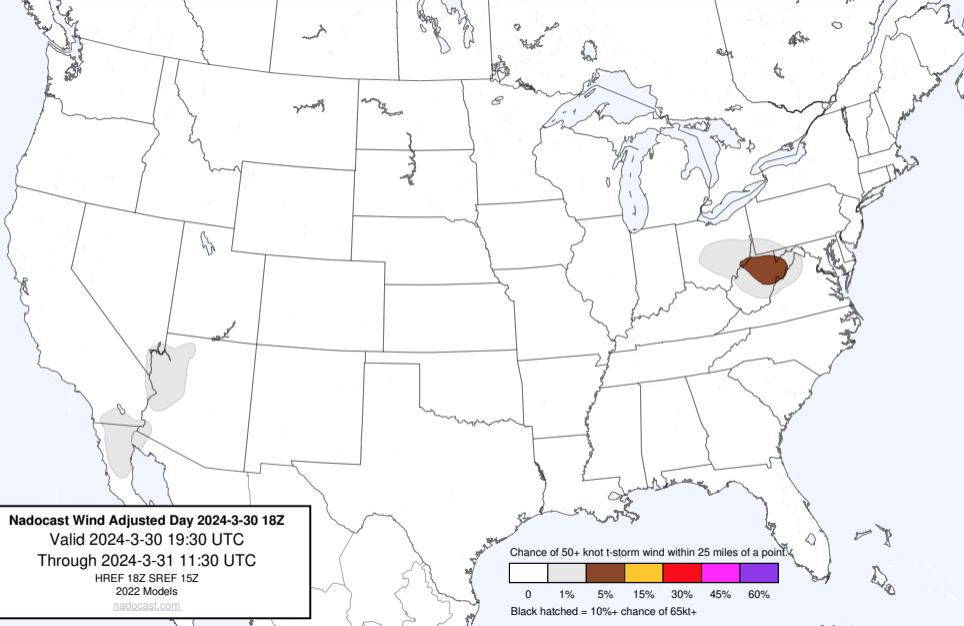 Nadocast Wind Adjusted Day 2024-3-30 18Z
Valid 2024-3-30 19:30 UTC
Through 2024-3-31 11:30 UTC
HREF 18Z SREF 15Z
2022 Models
nadocast.com
Chance of 50+ knot t-storm wind within 25 miles of a point.
0 1% 5% 15% 30% 45% 60%
Black hatched = 10%+ chance of 65kt+